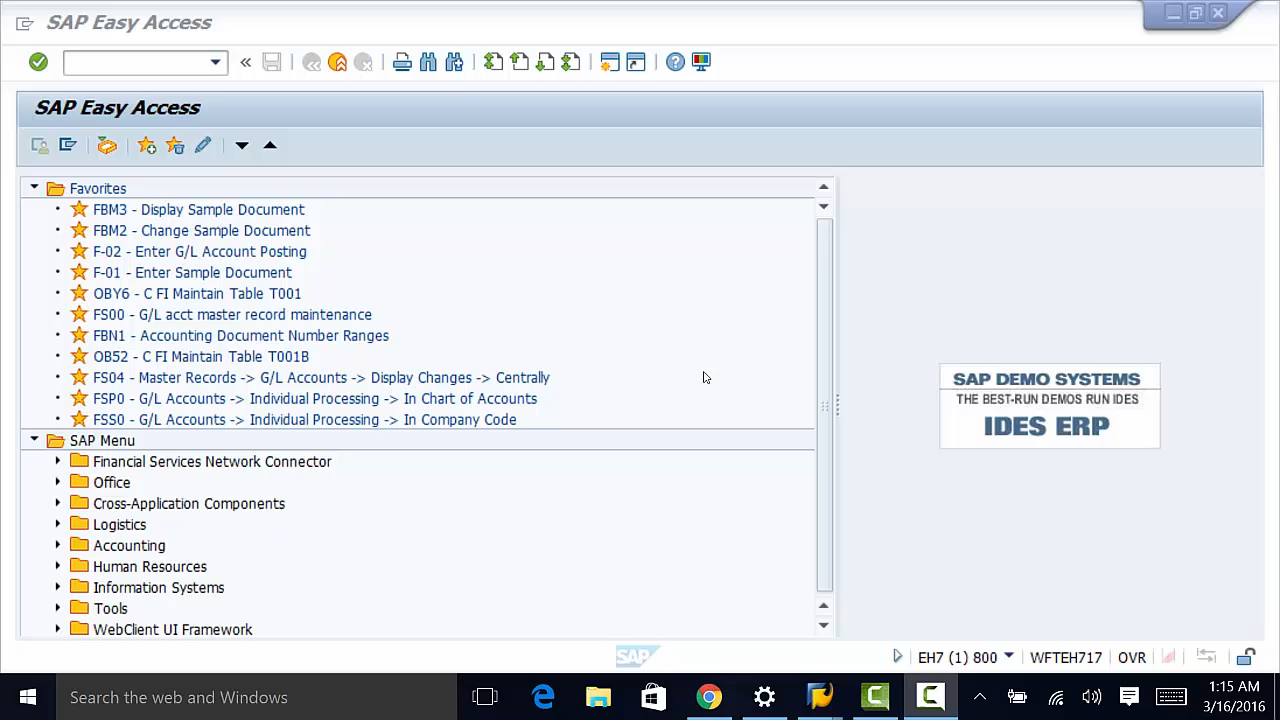 SAP Easy Access
SAP Easy Access
Favorites
FBM3 - Display Sample Document
FBM2 - Change Sample Document
F-02 - Enter G/L Account Posting
F-01 - Enter Sample Document
OBY6 - C FI Maintain Table T001
FS00 - G/L acct master record maintenance
FBN1 - Accounting Document Number Ranges
OB52 - C FI Maintain Table T001B
FS04 - Master Records -> G/L Accounts -> Display Changes -> Centrally
FSP0 - G/L Accounts -> Individual Processing -> In Chart of Accounts
FSS0 - G/L Accounts -> Individual Processing -> In Company Code
SAP Menu
Financial Services Network Connector
Office
Cross-Application Components
Logistics
Accounting
Human Resources
Information Systems
Tools
WebClient UI Framework
SAP DEMO SYSTEMS
THE BEST-RUN DEMOS RUN IDES
IDES ERP
SAP
EH7 (1) 800 WFTEH717 OVR
Search the web and Windows
1:15 AM
3/16/2016